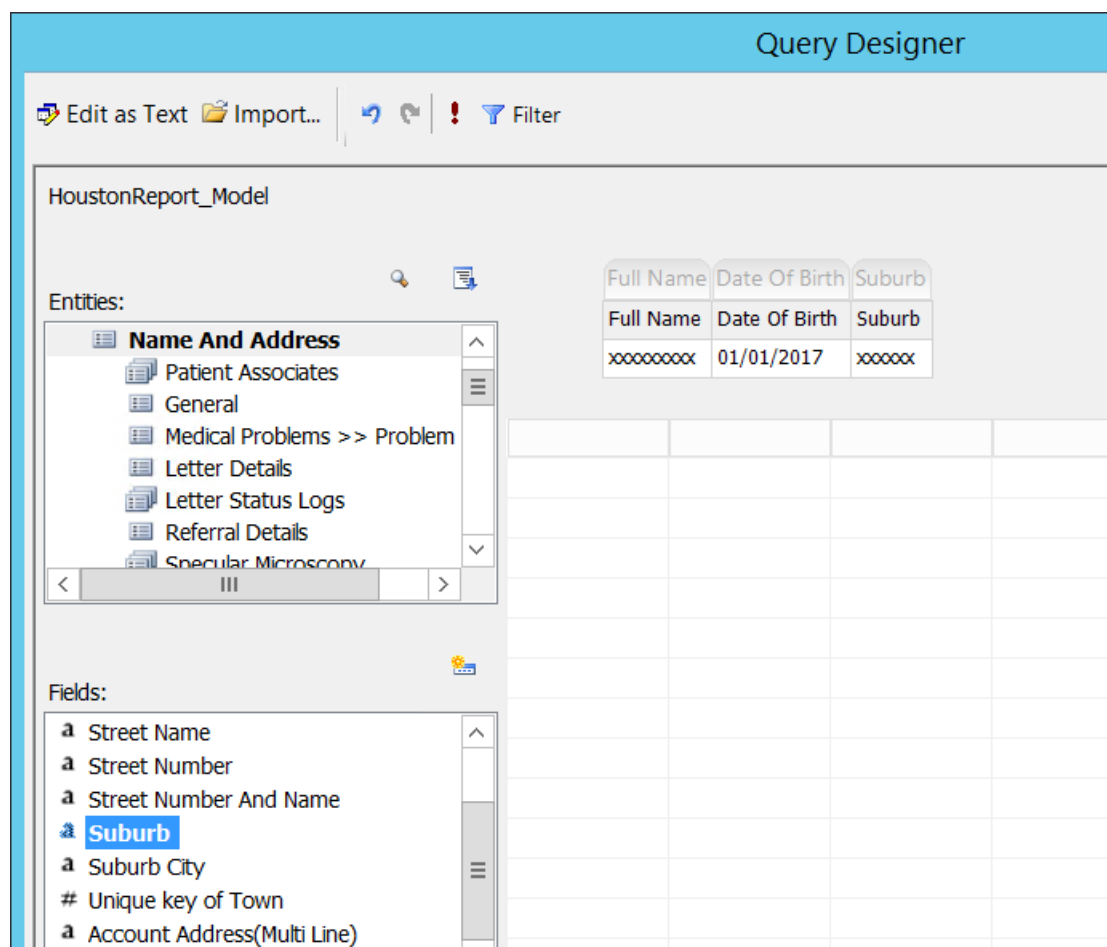 Query Designer
Edit as Text Import... Filter
HoustonReport_Model
Entities:
Name And Address
Patient Associates
General
Medical Problems >> Problem
Letter Details
Letter Status Logs
Referral Details
Specular Microscopy
Full Name Date Of Birth Suburb
Full Name Date Of Birth Suburb
xxxxxxxxx 01/01/2017 xxxxxx
Fields:
a Street Name
a Street Number
a Street Number And Name
a Suburb
a Suburb City
# Unique key of Town
a Account Address(Multi Line)